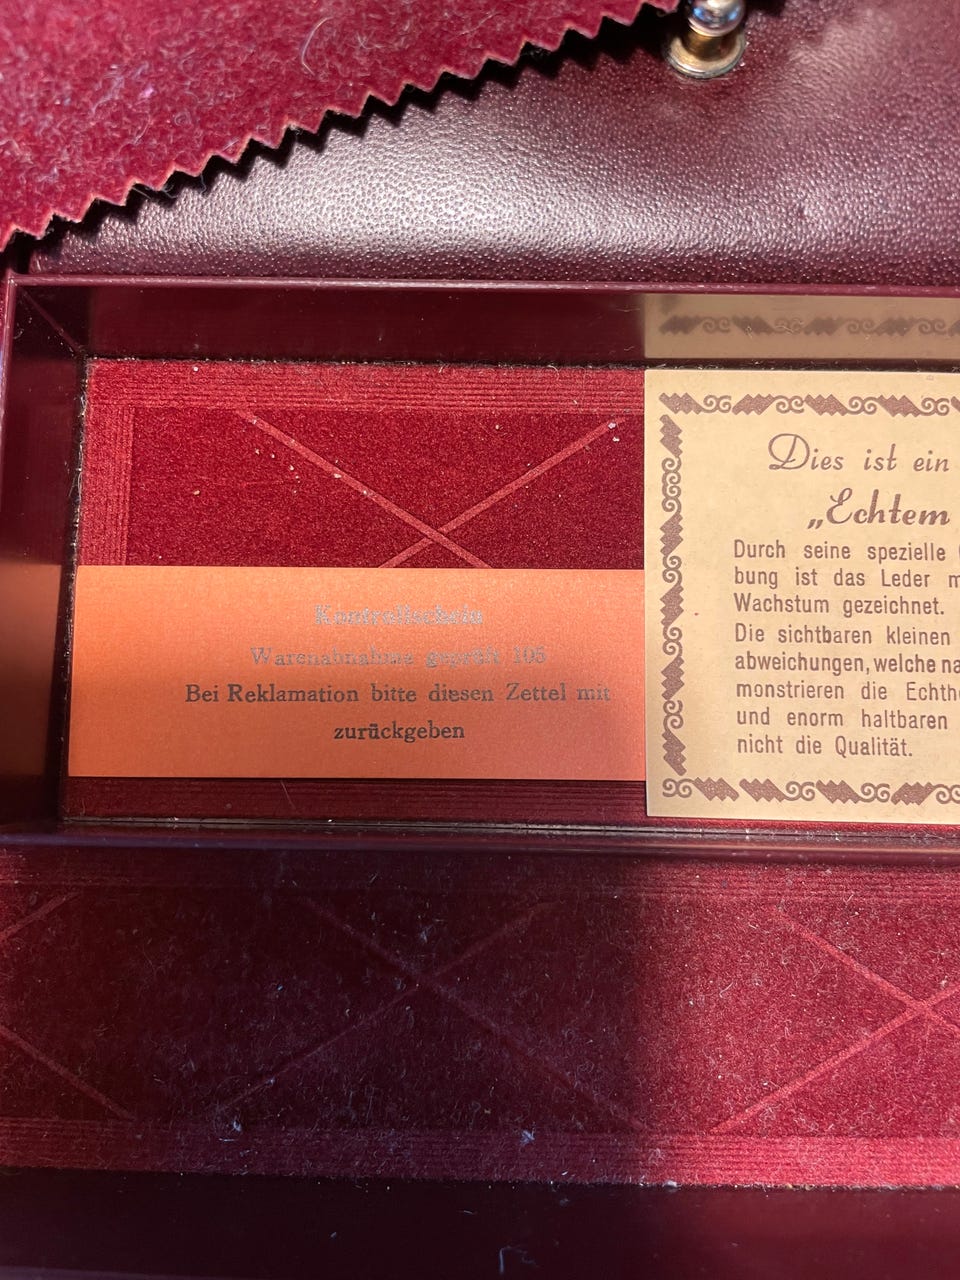 Kontrollschein
Warenabnahme geprüft 105
Bei Reklamation bitte diesen Zettel mit
zurückgeben
Dies ist ein
„Echtem
Durch seine spezielle
bung ist das Leder
Wachstum gezeichnet.
Die sichtbaren kleinen
abweichungen, welche na
monstrieren die Echthe
und enorm haltbaren
nicht die Qualität.